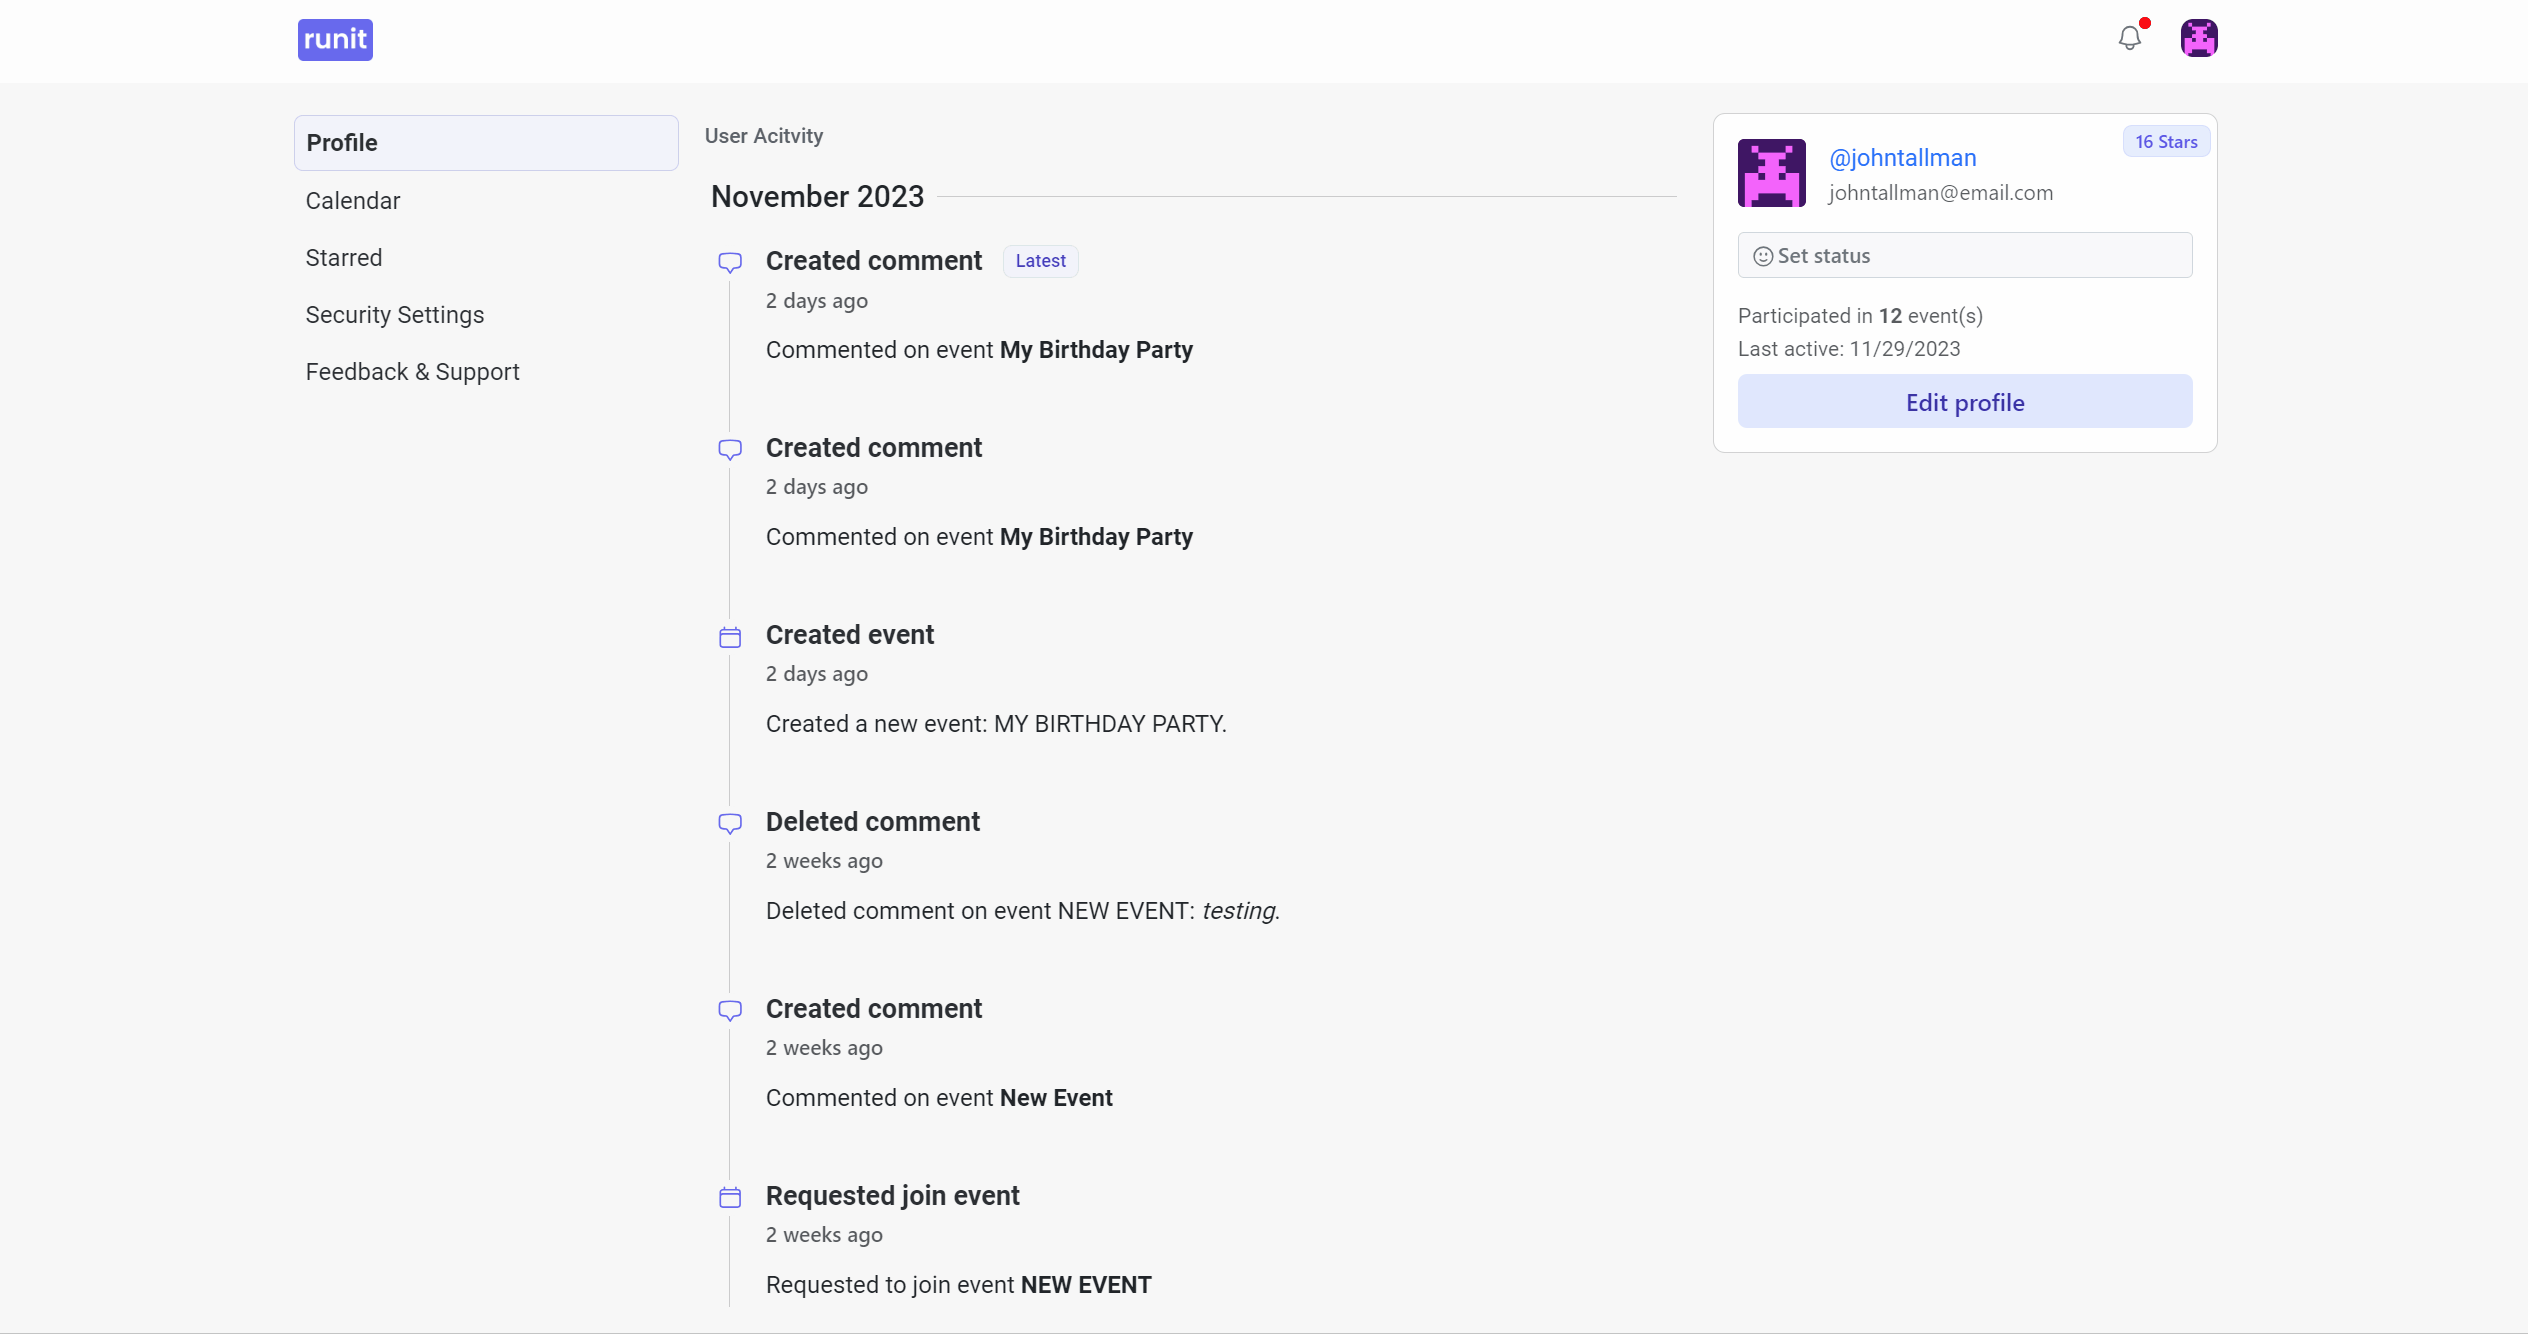 runit
Profile
Calendar
Starred
Security Settings
Feedback & Support
User Acitvity
November 2023
Created comment Latest
2 days ago
Commented on event My Birthday Party
Created comment
2 days ago
Commented on event My Birthday Party
Created event
2 days ago
Created a new event: MY BIRTHDAY PARTY.
Deleted comment
2 weeks ago
Deleted comment on event NEW EVENT: testing.
Created comment
2 weeks ago
Commented on event New Event
Requested join event
2 weeks ago
Requested to join event NEW EVENT
16 Stars
@johntallman
johntallman@email.com
Set status
Participated in 12 event(s)
Last active: 11/29/2023
Edit profile